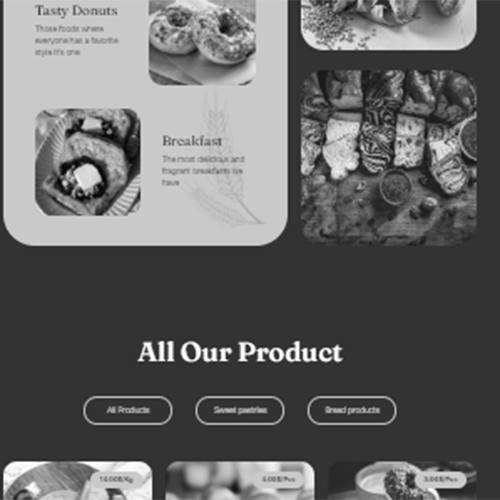 Tasty Donuts
Those foods where
everyone has a favorite
style it's one
Breakfast
The most delicious and
fragrant breakfasts we
have
All Our Product
All Products
Sweet pastries
Bread products
14.00$/Kg
4.00$/Pcs
3.00$/Pcs